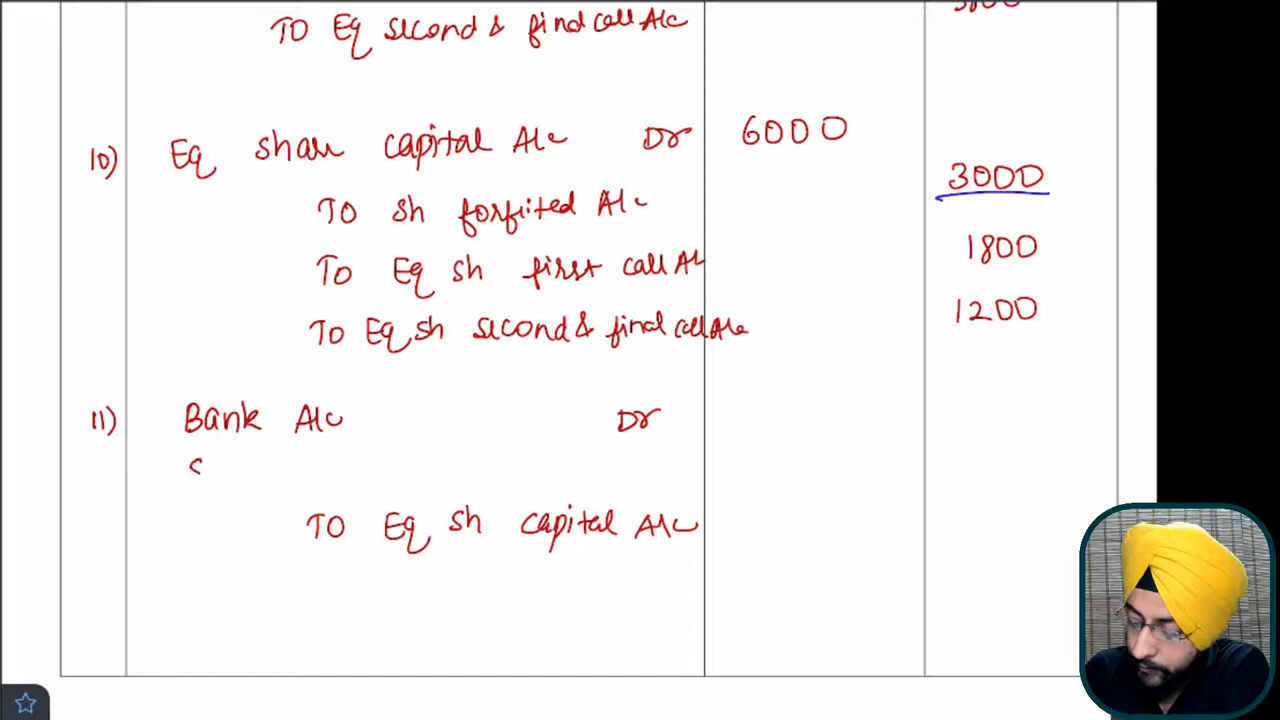 To Eq second & final call A/c
10) Eq share capital A/c Dr 6000
3000
To sh forfited A/c
To Eq sh first call A/c 1800
To Eq sh second & final call A/c 1200
11) Bank A/c Dr
S
To Eq sh capital A/c